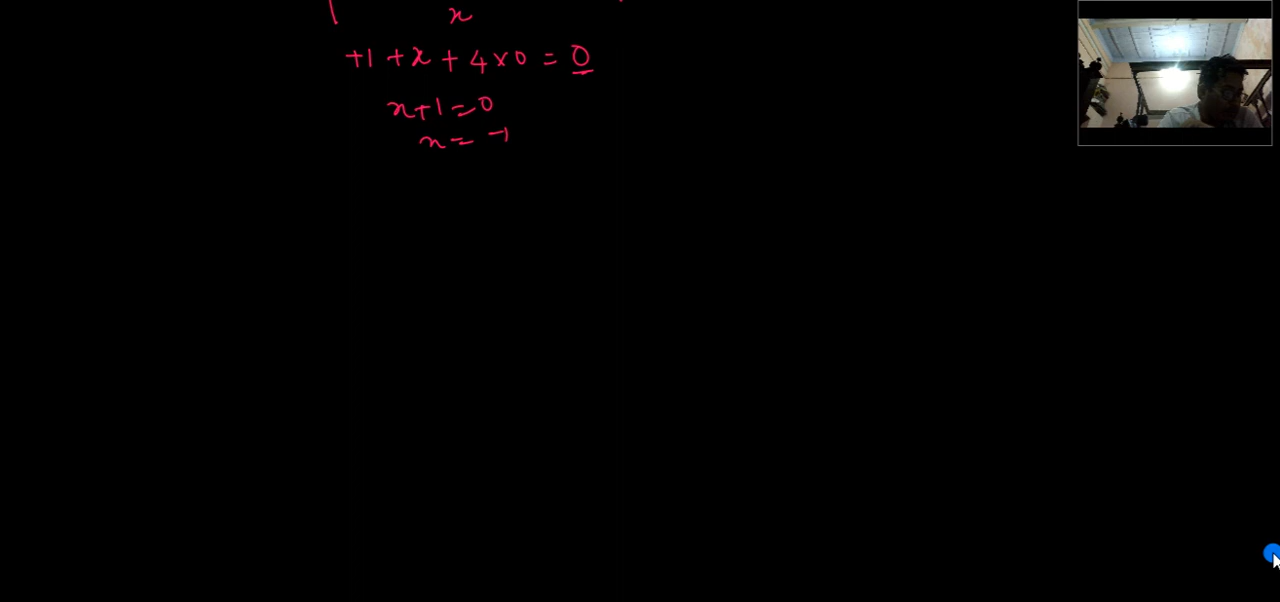 x
+1 + x + 4 × 0 = 0
x + 1 = 0
x = -1